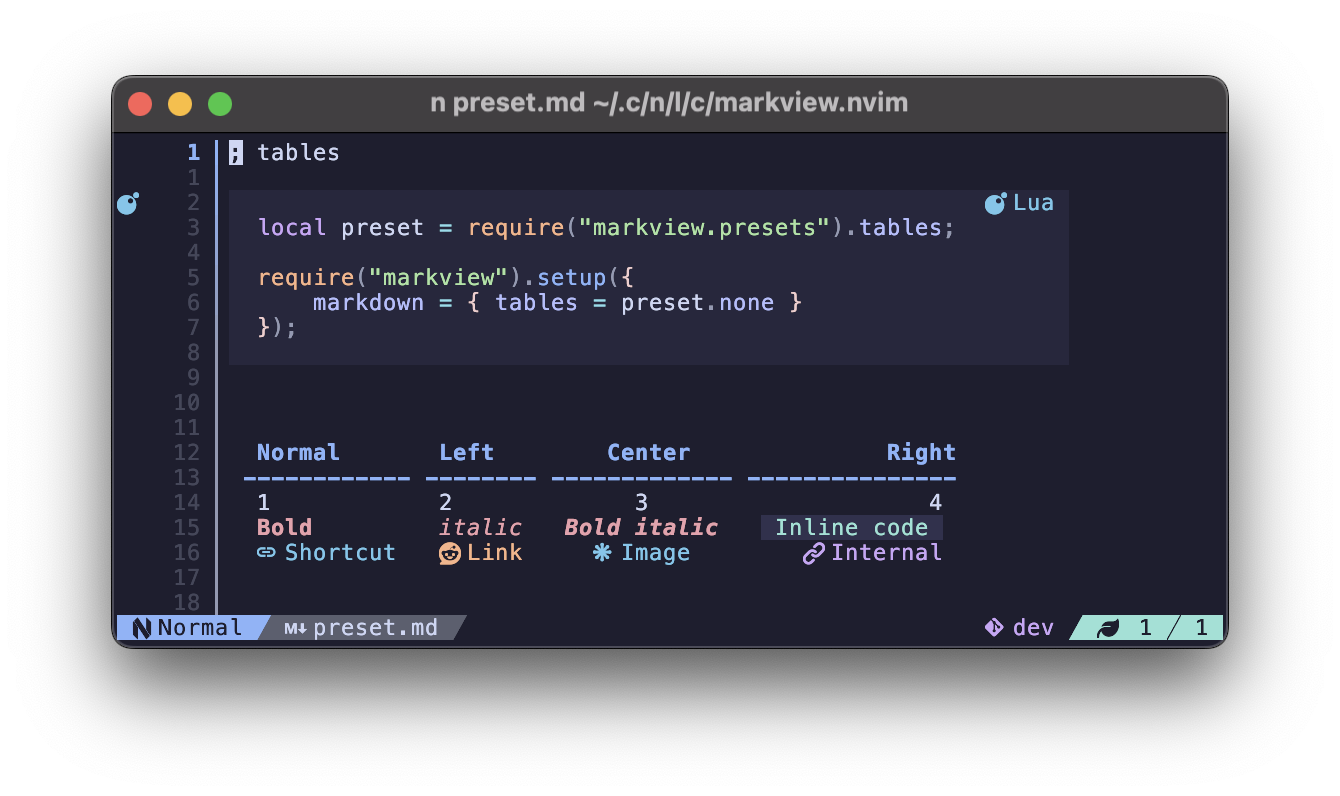 n preset.md ~/.c/n/l/c/markview.nvim
1 ; tables
1
2 Lua
3 local preset = require("markview.presets").tables;
4
5 require("markview").setup({
6 markdown = { tables = preset.none }
7 });
8
9
10
11
12 Normal Left Center Right
13
14 1 2 3 4
15 Bold italic Bold italic Inline code
16 Shortcut Link Image Internal
17
18
Normal M preset.md dev 1 / 1